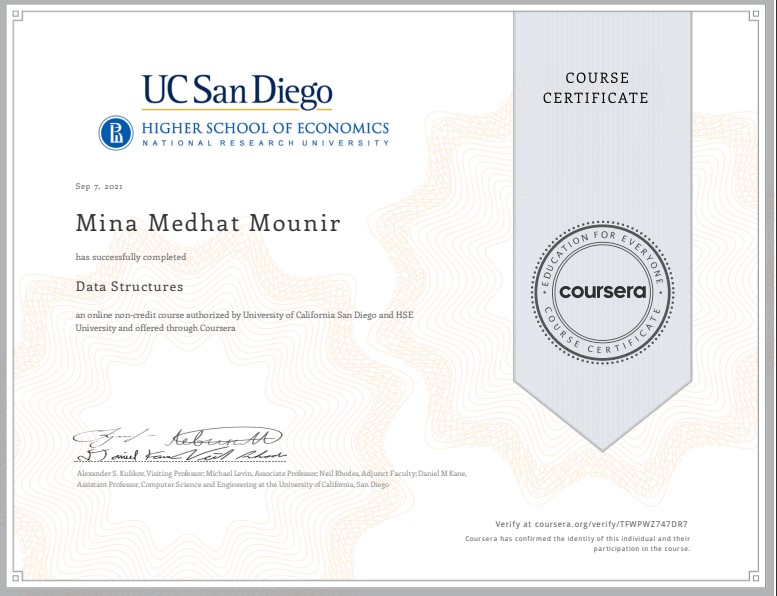 UC San Diego
HIGHER SCHOOL OF ECONOMICS
NATIONAL RESEARCH UNIVERSITY
COURSE
CERTIFICATE
Sep 7, 2021
Mina Medhat Mounir
has successfully completed
Data Structures
an online non-credit course authorized by University of California San Diego and HSE
University and offered through Coursera
EDUCATION FOR EVERYONE
coursera
COURSE CERTIFICATE
Alexander S. Kulikov, Visiting Professor; Michael Levin, Associate Professor; Neil Rhodes, Adjunct Faculty; Daniel M Kane,
Assistant Professor, Computer Science and Engineering at the University of California, San Diego
Verify at coursera.org/verify/TFWPWZ747DR7
Coursera has confirmed the identity of this individual and their
participation in the course.